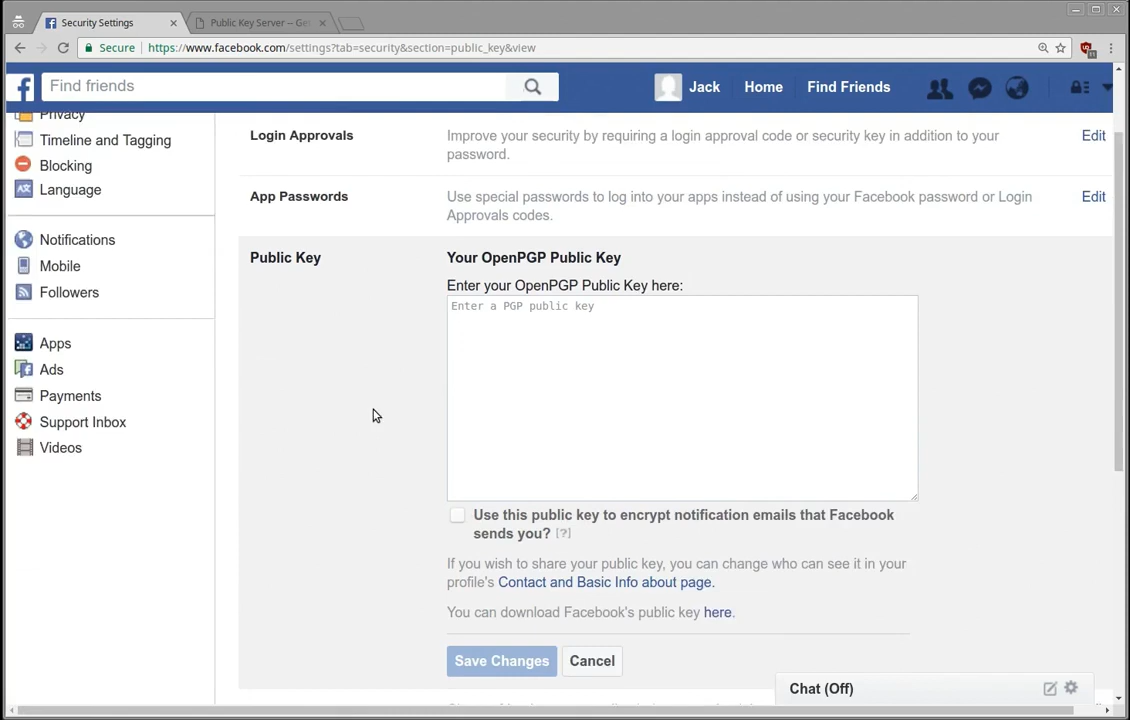 Security Settings
Public Key Server -- Ge
Secure
https://www.facebook.com/settings?tab=security&section=public_key&view
Find friends
Jack
Home
Find Friends
Privacy
Timeline and Tagging
Blocking
Language
Notifications
Mobile
Followers
Apps
Ads
Payments
Support Inbox
Videos
Login Approvals
Improve your security by requiring a login approval code or security key in addition to your
password.
Edit
App Passwords
Use special passwords to log into your apps instead of using your Facebook password or Login
Approvals codes.
Edit
Public Key
Your OpenPGP Public Key
Enter your OpenPGP Public Key here:
Enter a PGP public key
Use this public key to encrypt notification emails that Facebook
sends you? [?]
If you wish to share your public key, you can change who can see it in your
profile's Contact and Basic Info about page.
You can download Facebook's public key here.
Save Changes
Cancel
Chat (Off)